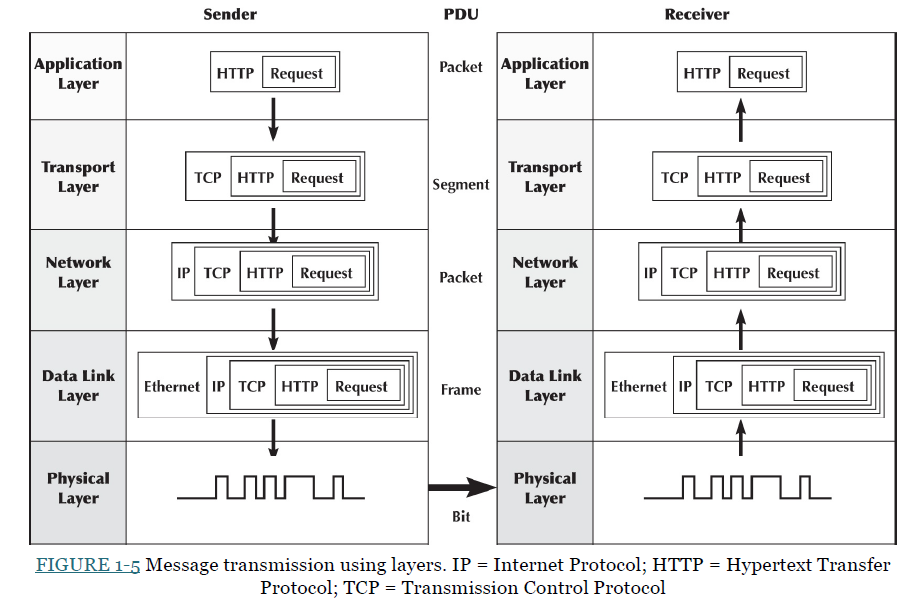 Sender PDU Receiver
Application Layer
HTTP Request
Packet
Application Layer
HTTP Request
Transport Layer
TCP HTTP Request
Segment
Transport Layer
TCP HTTP Request
Network Layer
IP TCP HTTP Request
Packet
Network Layer
IP TCP HTTP Request
Data Link Layer
Ethernet IP TCP HTTP Request
Frame
Data Link Layer
Ethernet IP TCP HTTP Request
Physical Layer
Bit
Physical Layer
FIGURE 1-5 Message transmission using layers. IP = Internet Protocol; HTTP = Hypertext Transfer
Protocol; TCP = Transmission Control Protocol